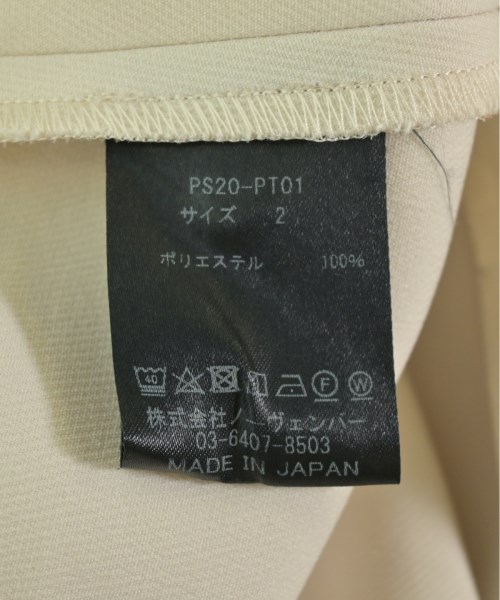 PS20-PT01
サイズ 2
ポリエステル 100%
40 F W
株式会社ノーヴェンバー
03-6407-8503
MADE IN JAPAN